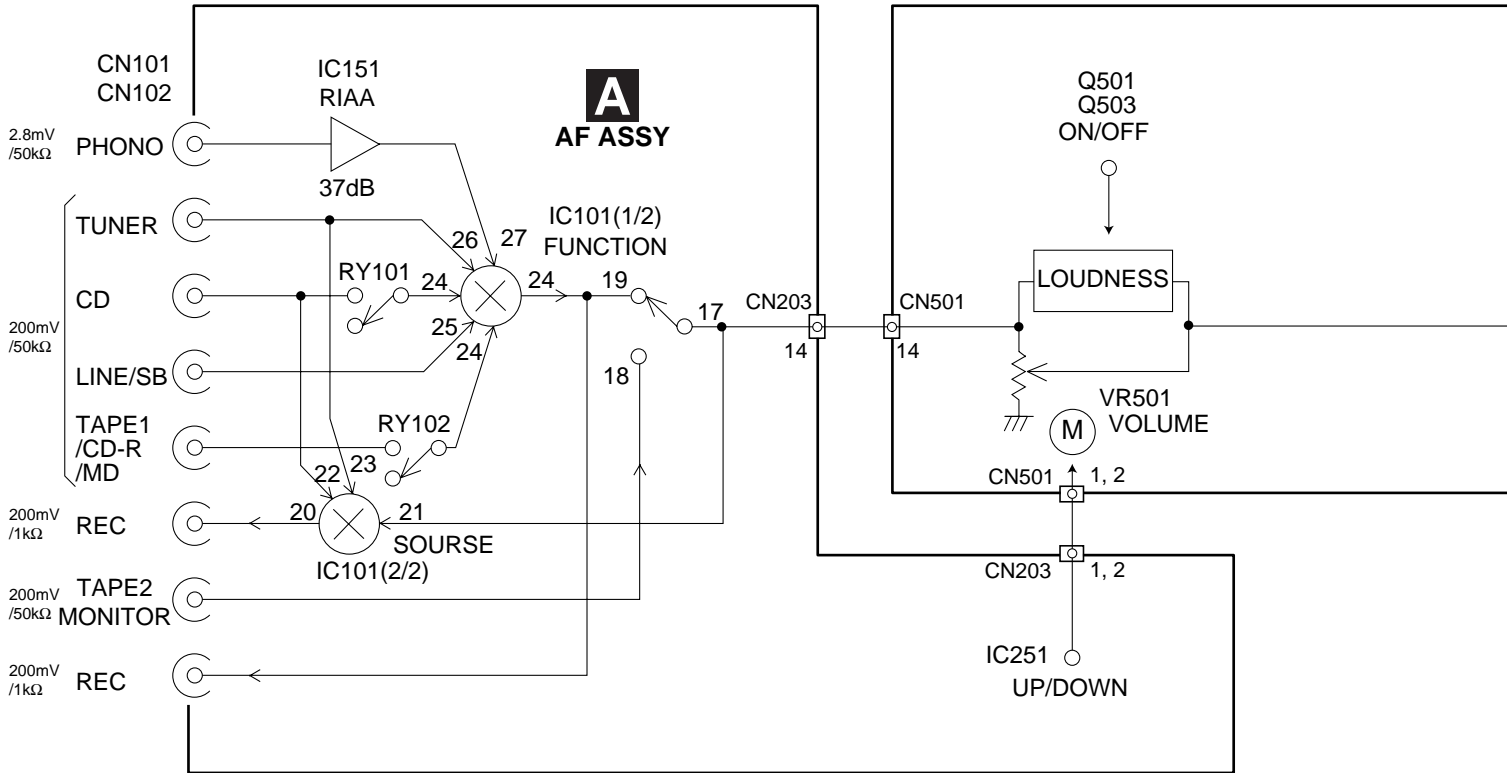 CN101
CN102
IC151
RIAA
A
AF ASSY
Q501
Q503
ON/OFF
2.8mV
/50kΩ
PHONO
37dB
TUNER
IC101(1/2)
FUNCTION
26
27
RY101
CD
24
24
19
17
CN203
CN501
LOUDNESS
200mV
/50kΩ
25
24
14
14
LINE/SB
18
VR501
VOLUME
M
TAPE1
/CD-R
/MD
RY102
22
23
CN501
1, 2
200mV
/1kΩ
REC
20
21
SOURSE
IC101(2/2)
CN203
1, 2
200mV
/50kΩ
TAPE2
MONITOR
200mV
/1kΩ
REC
IC251
UP/DOWN